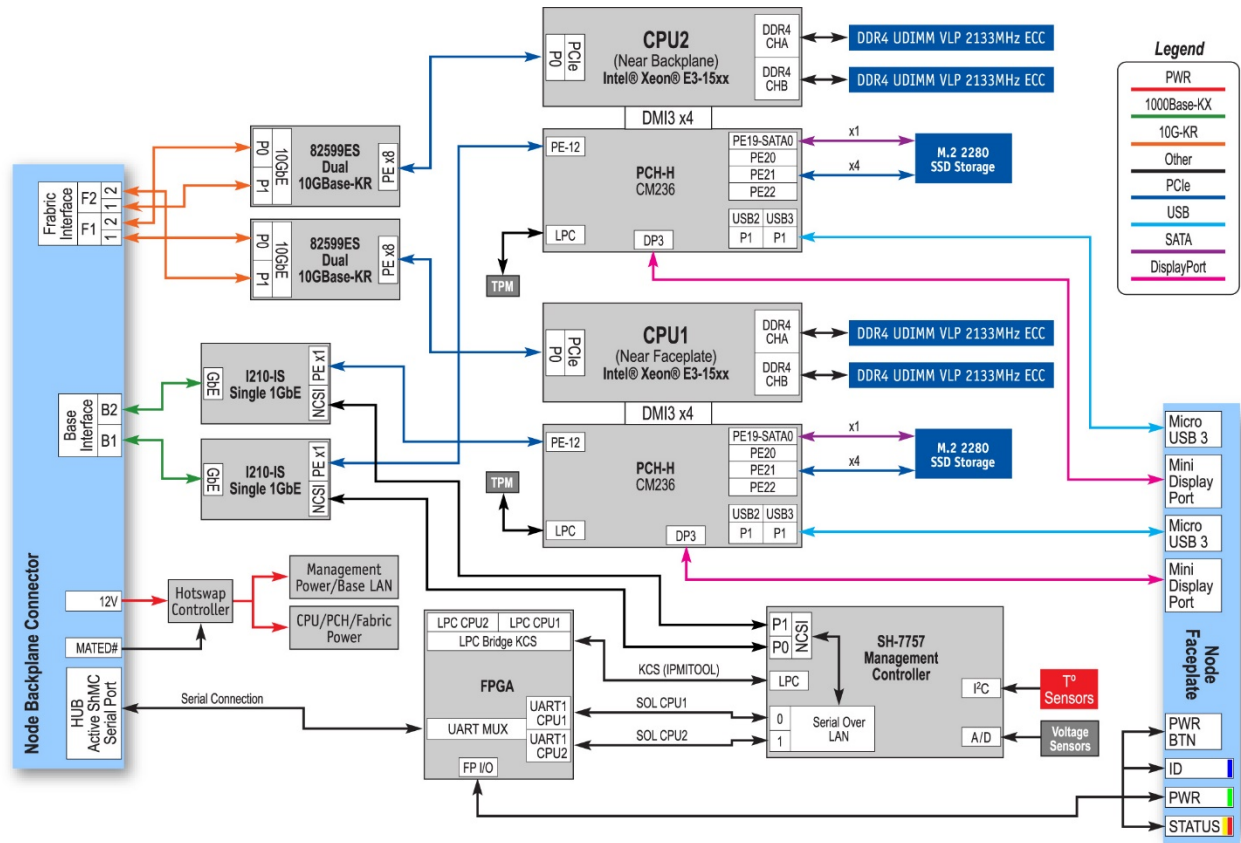 CPU2
(Near Backplane)
Intel® Xeon® E3-15xx
PCIe
P0
DDR4
CHA
DDR4
CHB
DDR4 UDIMM VLP 2133MHz ECC
DDR4 UDIMM VLP 2133MHz ECC
DMI3 x4
PE-12
PCH-H
CM236
PE19-SATA0
PE20
PE21
PE22
USB2 USB3
P1 P1
LPC
DP3
TPM
x1
x4
M.2 2280
SSD Storage
Legend
PWR
1000Base-KX
10G-KR
Other
PCIe
USB
SATA
DisplayPort
82599ES
Dual
10GBase-KR
P0
P1
10GbE
PE x8
82599ES
Dual
10GBase-KR
P0
P1
10GbE
PE x8
Frabric
Interface
F2
F1
2
1
2
1
CPU1
(Near Faceplate)
Intel® Xeon® E3-15xx
PCIe
P0
DDR4
CHA
DDR4
CHB
DDR4 UDIMM VLP 2133MHz ECC
DDR4 UDIMM VLP 2133MHz ECC
DMI3 x4
PE-12
PCH-H
CM236
PE19-SATA0
PE20
PE21
PE22
USB2 USB3
P1 P1
LPC
DP3
TPM
x1
x4
M.2 2280
SSD Storage
I210-IS
Single 1GbE
GbE
PE x1
NCSI
I210-IS
Single 1GbE
GbE
PE x1
NCSI
Base
Interface
B2
B1
Node Backplane Connector
12V
MATED#
HUB
Active ShMC
Serial Port
Hotswap
Controller
Management
Power/Base LAN
CPU/PCH/Fabric
Power
Serial Connection
LPC CPU2
LPC CPU1
LPC Bridge KCS
FPGA
UART MUX
UART1
CPU1
UART1
CPU2
FP I/O
KCS (IPMITOOL)
SOL CPU1
SOL CPU2
P1
P0
NCSI
SH-7757
Management
Controller
LPC
0
1
Serial Over
LAN
I²C
A/D
Tº
Sensors
Voltage
Sensors
Micro
USB 3
Mini
Display
Port
Micro
USB 3
Mini
Display
Port
Node
Faceplate
PWR
BTN
ID
PWR
STATUS